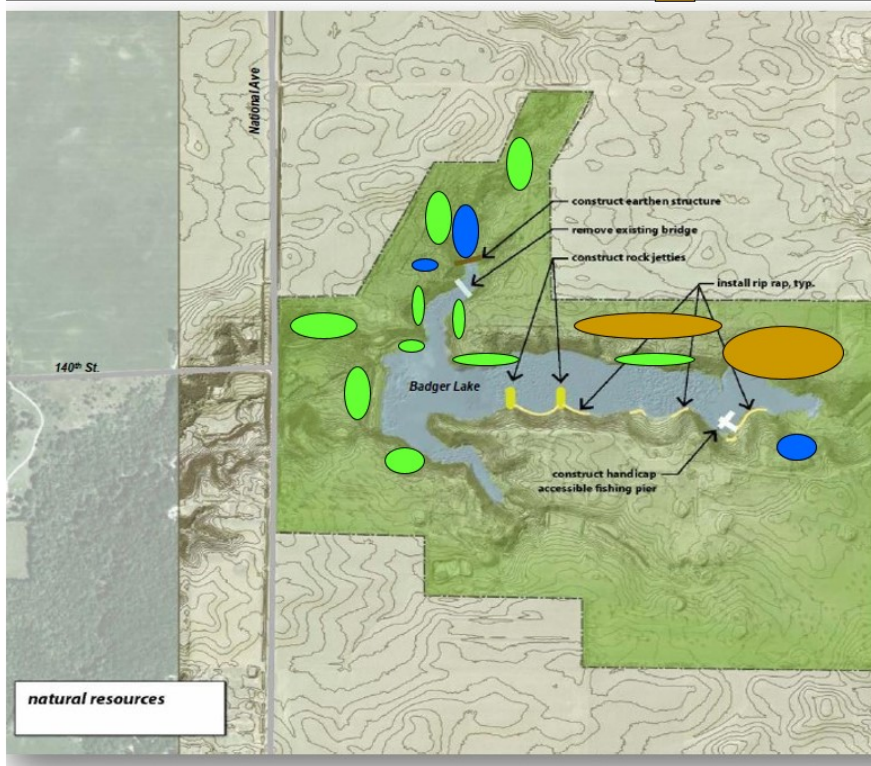 National Ave
construct earthen structure
remove existing bridge
construct rock jetties
install rip rap, typ.
140th St.
Badger Lake
construct handicap
accessible fishing pier
natural resources